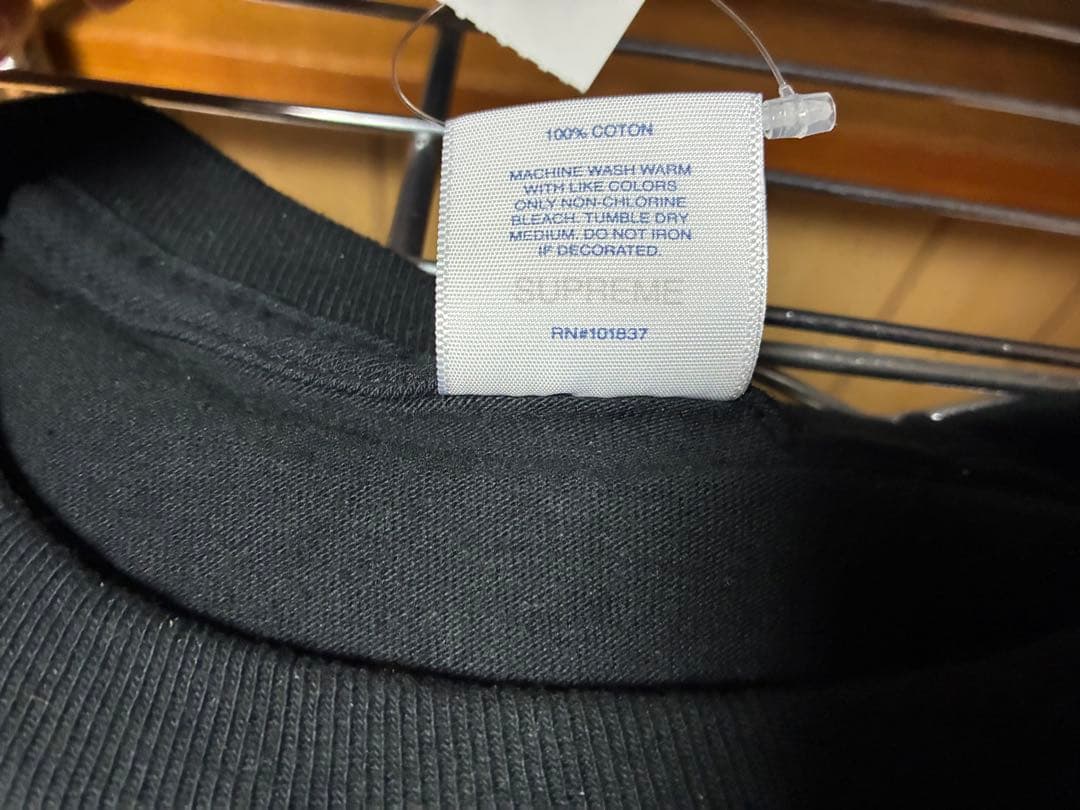 100% COTON
MACHINE WASH WARM
WITH LIKE COLORS
ONLY NON-CHLORINE
BLEACH. TUMBLE DRY
MEDIUM. DO NOT IRON
IF DECORATED.
SUPREME
RN#101837